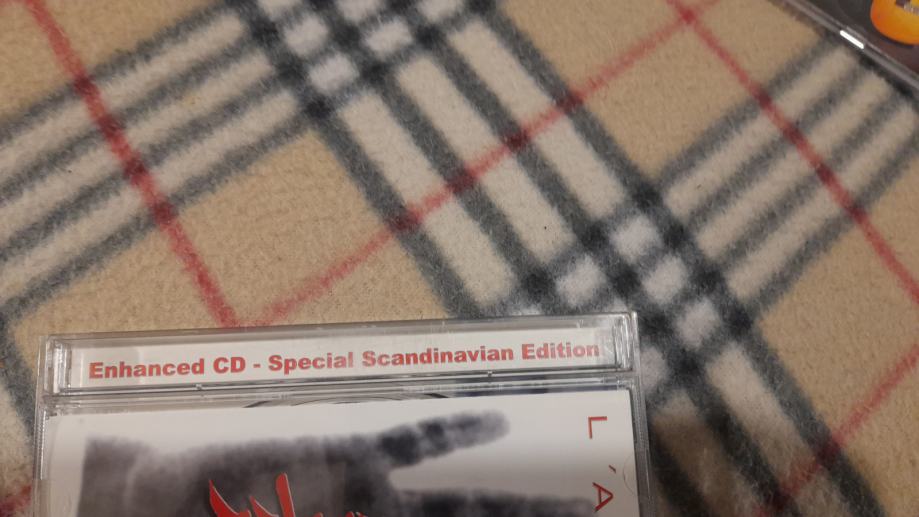 Enhanced CD - Special Scandinavian Edition
L'A